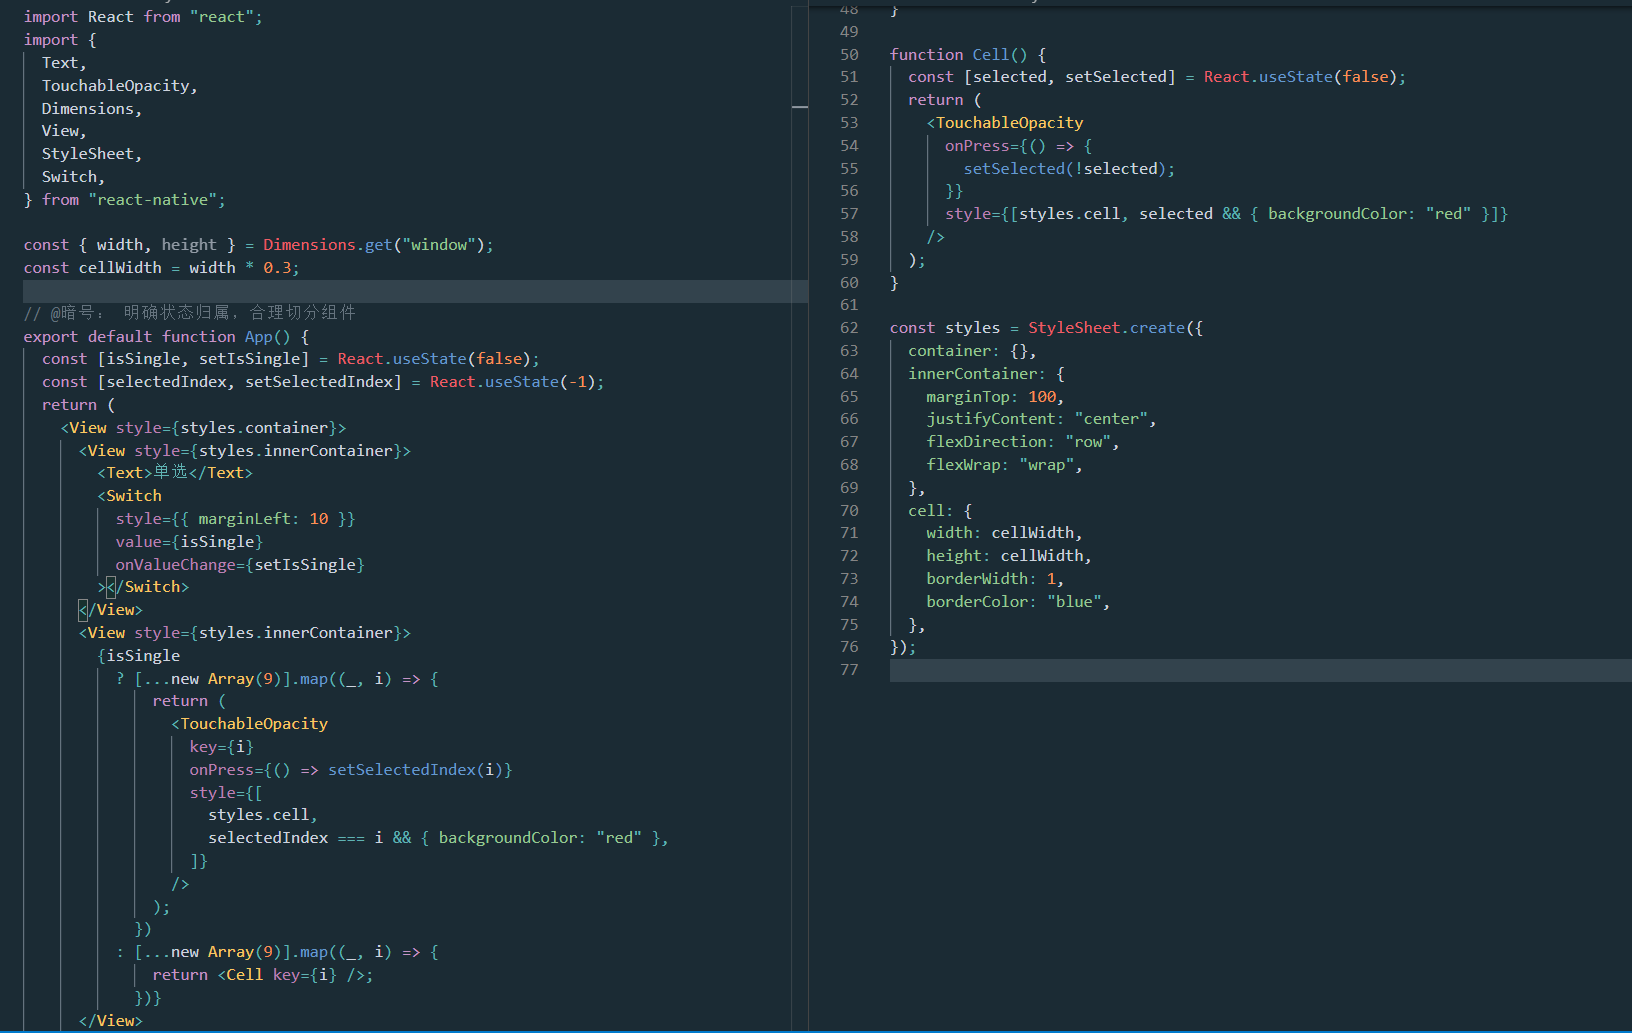 import React from "react";
import {
  Text,
  TouchableOpacity,
  Dimensions,
  View,
  StyleSheet,
  Switch,
} from "react-native";

const { width, height } = Dimensions.get("window");
const cellWidth = width * 0.3;

// @暗号： 明确状态归属，合理切分组件
export default function App() {
  const [isSingle, setIsSingle] = React.useState(false);
  const [selectedIndex, setSelectedIndex] = React.useState(-1);
  return (
    <View style={styles.container}>
      <View style={styles.innerContainer}>
        <Text>单选</Text>
        <Switch
          style={{ marginLeft: 10 }}
          value={isSingle}
          onValueChange={setIsSingle}
        ></Switch>
      </View>
      <View style={styles.innerContainer}>
        {isSingle
          ? [...new Array(9)].map((_, i) => {
              return (
                <TouchableOpacity
                  key={i}
                  onPress={() => setSelectedIndex(i)}
                  style={[
                    styles.cell,
                    selectedIndex === i && { backgroundColor: "red" },
                  ]}
                />
              );
            })
          : [...new Array(9)].map((_, i) => {
              return <Cell key={i} />;
            })}
      </View>
48 }
49
50 function Cell() {
51   const [selected, setSelected] = React.useState(false);
52   return (
53     <TouchableOpacity
54       onPress={() => {
55         setSelected(!selected);
56       }}
57       style={[styles.cell, selected && { backgroundColor: "red" }]}
58     />
59   );
60 }
61
62 const styles = StyleSheet.create({
63   container: {},
64   innerContainer: {
65     marginTop: 100,
66     justifyContent: "center",
67     flexDirection: "row",
68     flexWrap: "wrap",
69   },
70   cell: {
71     width: cellWidth,
72     height: cellWidth,
73     borderWidth: 1,
74     borderColor: "blue",
75   },
76 });
77